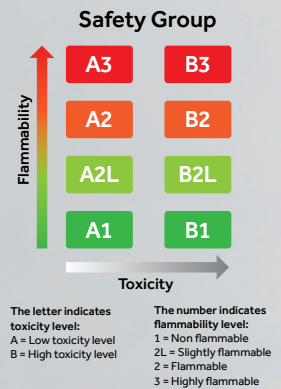 Safety Group
Flammability
A3 B3
A2 B2
A2L B2L
A1 B1
Toxicity
The letter indicates
toxicity level:
A = Low toxicity level
B = High toxicity level
The number indicates
flammability level:
1 = Non flammable
2L = Slightly flammable
2 = Flammable
3 = Highly flammable